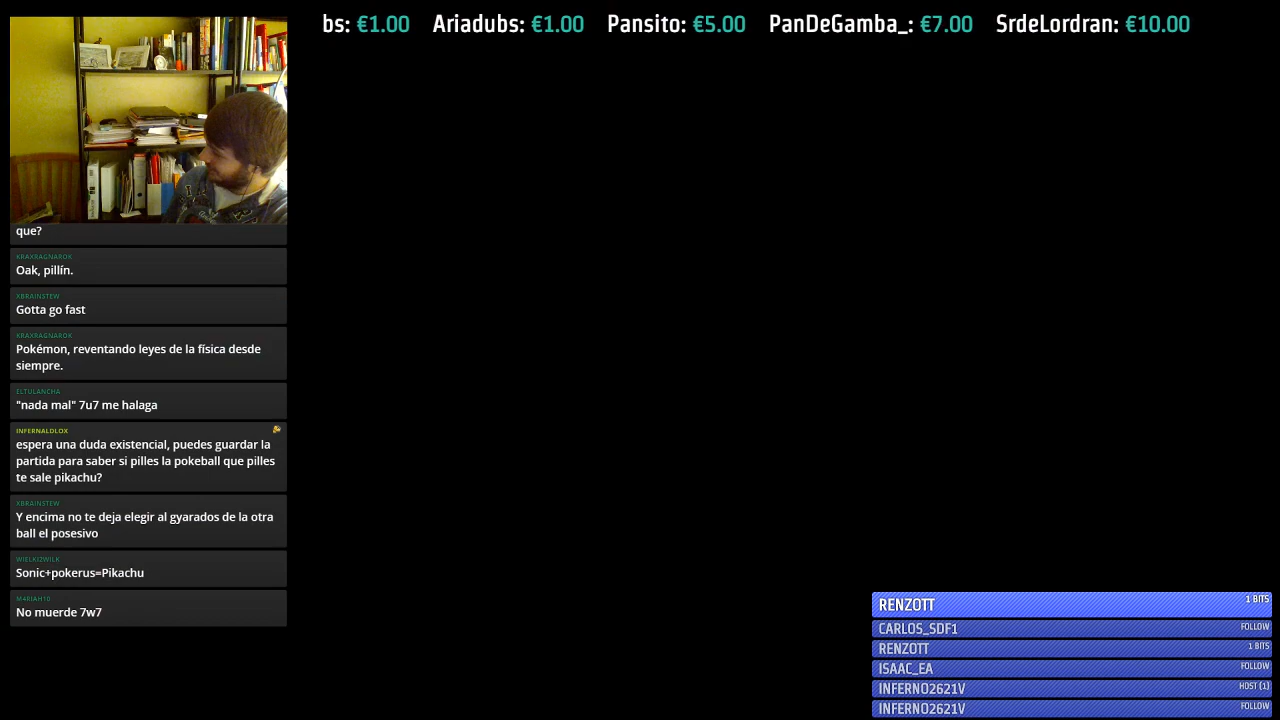 bs: €1.00 Ariadubs: €1.00 Pansito: €5.00 PanDeGamba_: €7.00 SrdeLordran: €10.00
que?
KRAXRAGNAROK
Oak, pillín.
XBRAINSTEW
Gotta go fast
KRAXRAGNAROK
Pokémon, reventando leyes de la física desde
siempre.
ELTULANCHA
"nada mal" 7u7 me halaga
INFERNALDLOX
espera una duda existencial, puedes guardar la
partida para saber si pilles la pokeball que pilles
te sale pikachu?
XBRAINSTEW
Y encima no te deja elegir al gyarados de la otra
ball el posesivo
WIELKIZWILK
Sonic+pokerus=Pikachu
M4RIAH10
No muerde 7w7
RENZOTT 1 BITS
CARLOS_SDF1 FOLLOW
RENZOTT 1 BITS
ISAAC_EA FOLLOW
INFERNO2621V HOST (1)
INFERNO2621V FOLLOW